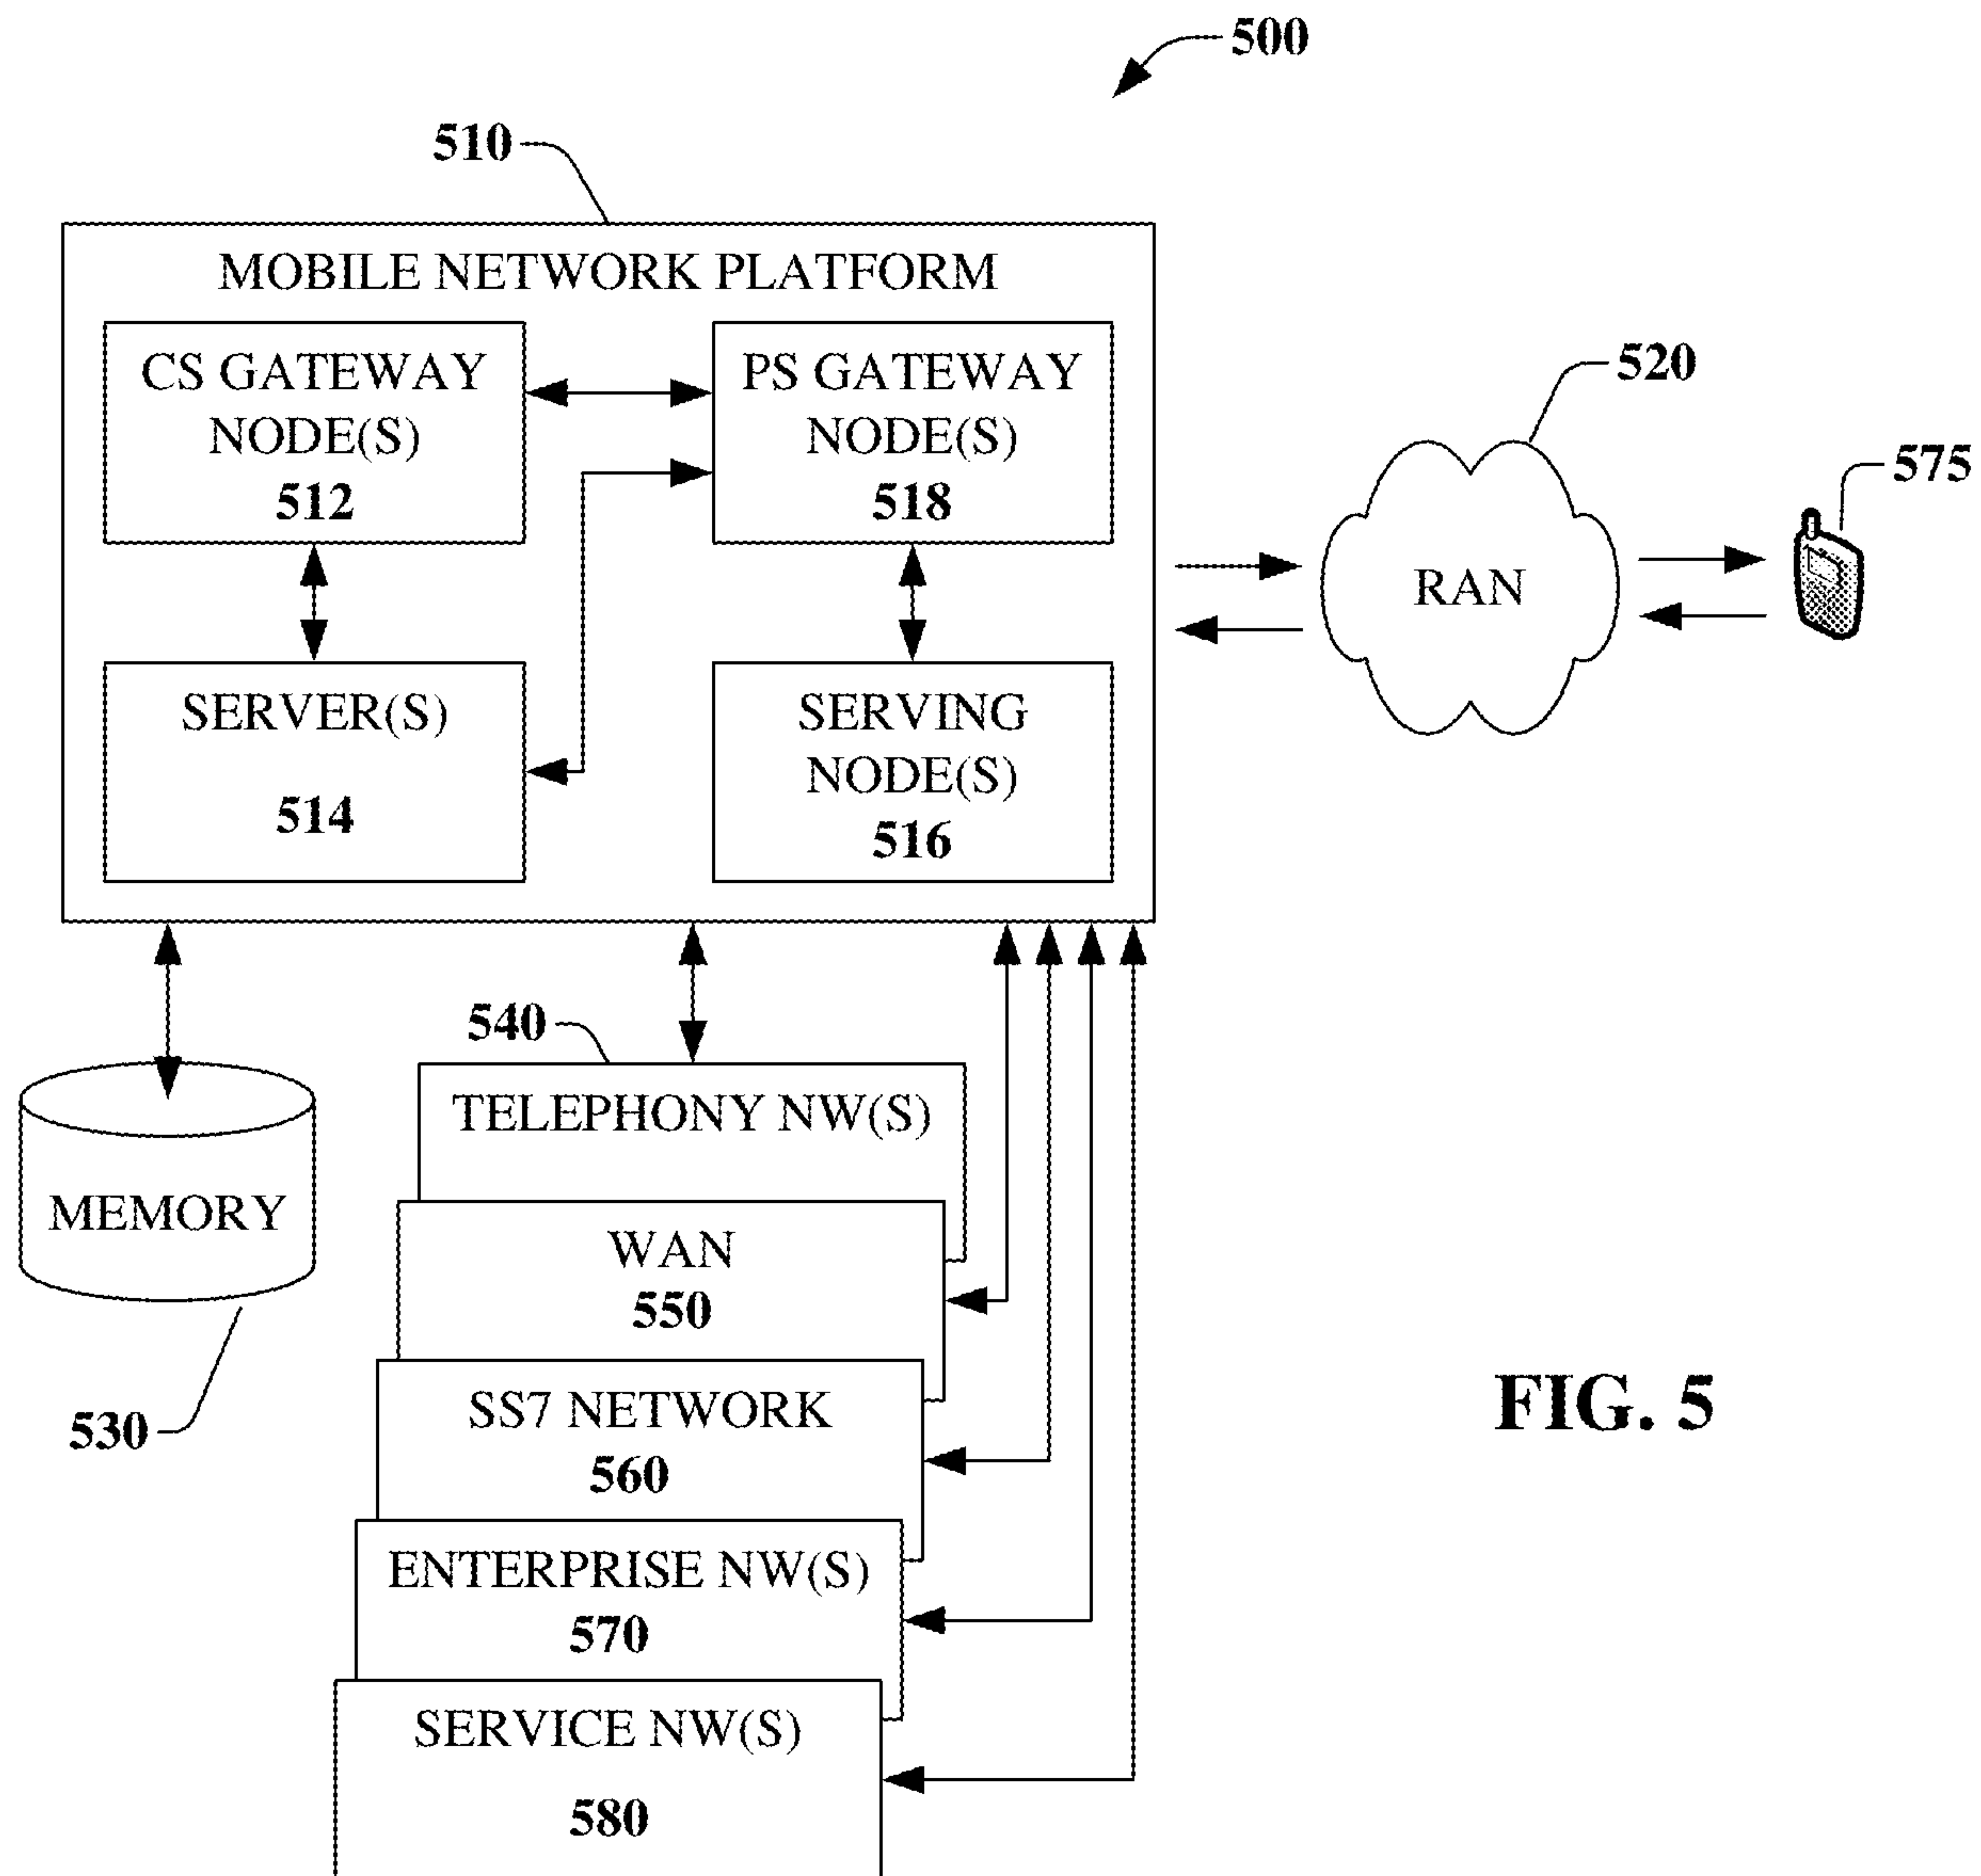 500
510
MOBILE NETWORK PLATFORM
CS GATEWAY
NODE(S)
512
PS GATEWAY
NODE(S)
518
SERVER(S)
514
SERVING
NODE(S)
516
520
RAN
575
540
TELEPHONY NW(S)
MEMORY
530
WAN
550
SS7 NETWORK
560
ENTERPRISE NW(S)
570
SERVICE NW(S)
580
FIG. 5